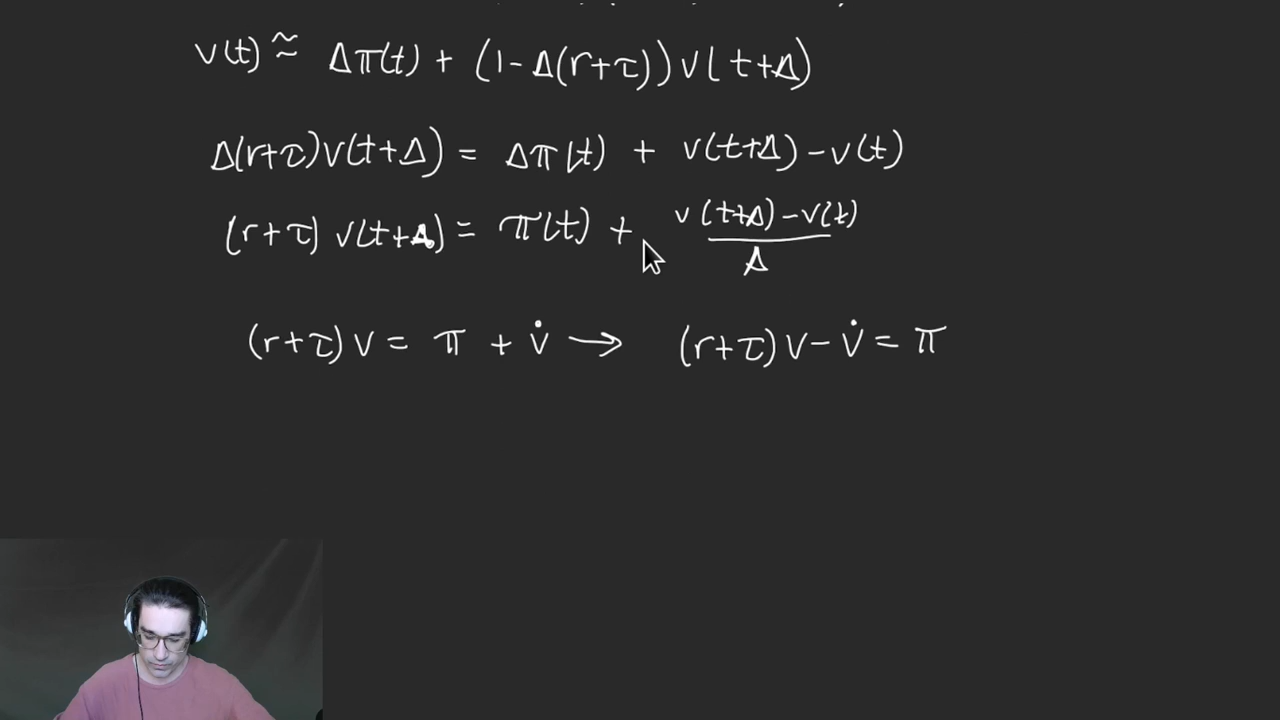 v(t) ≈ Δπ(t) + (1-Δ(r+τ))v(t+Δ)
Δ(r+τ)v(t+Δ) = Δπ(t) + v(t+Δ)-v(t)
(r+τ) v(t+Δ) = π(t) + (v(t+Δ)-v(t))/Δ
(r+τ)v = π + v̇ → (r+τ)v - v̇ = π